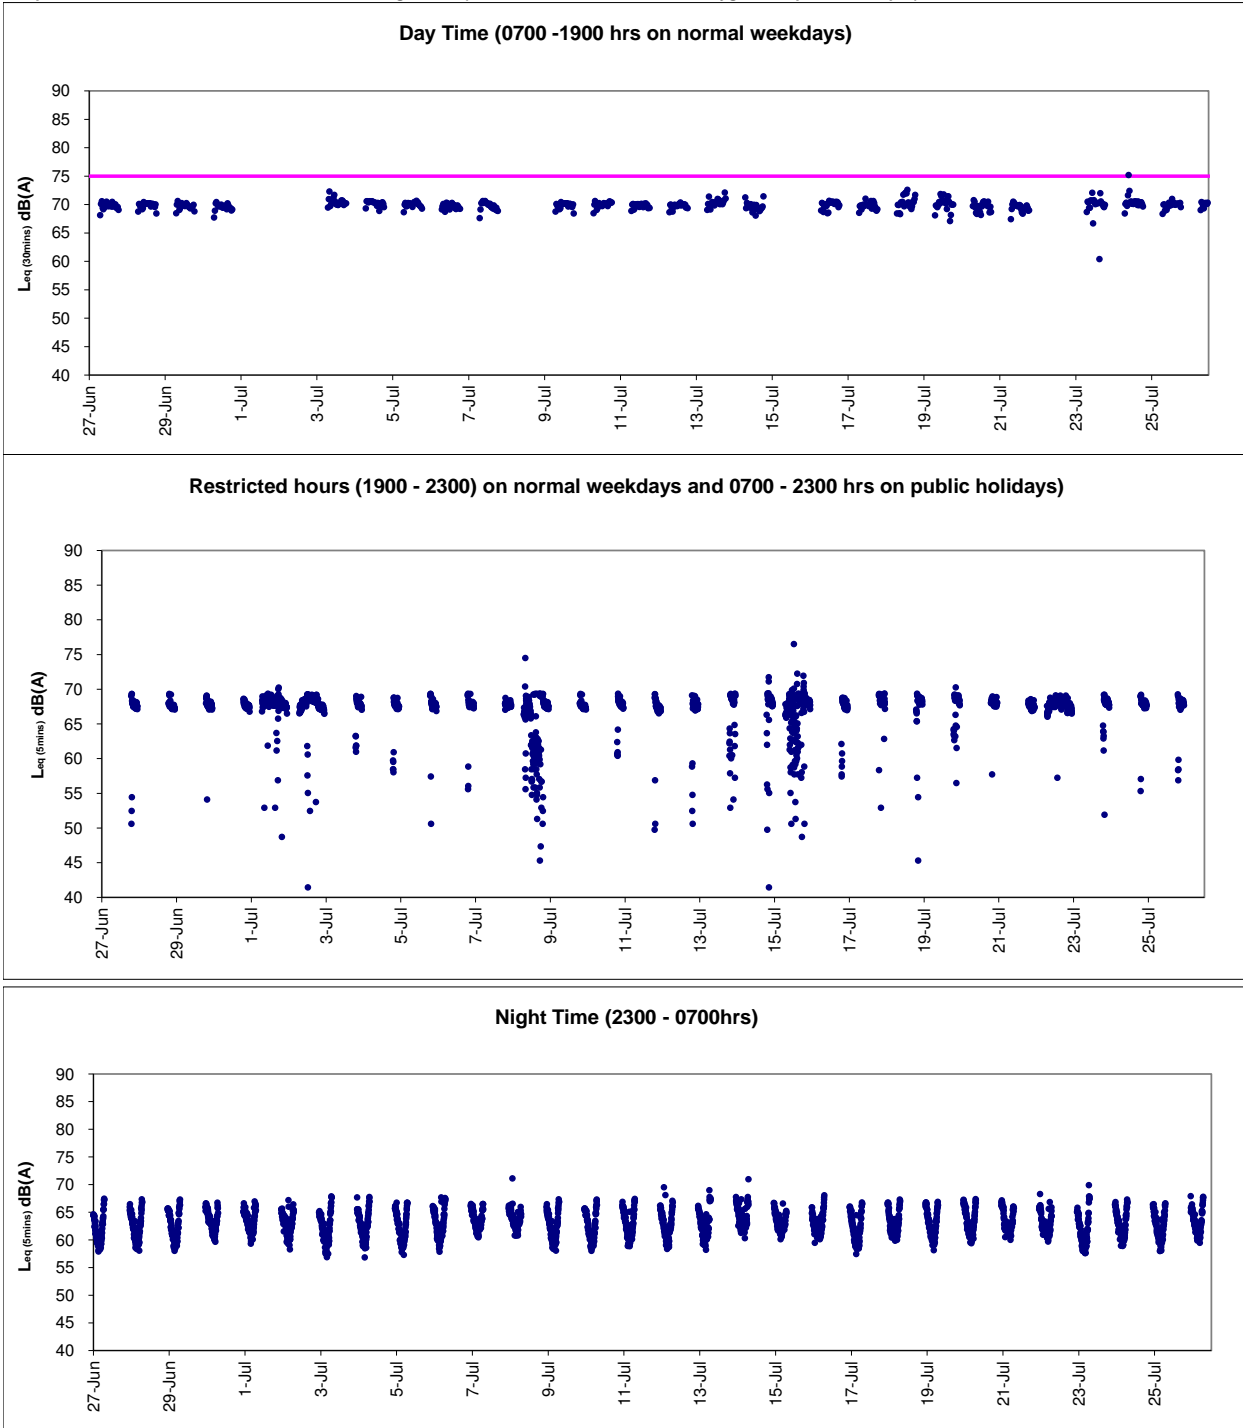 Day Time (0700 -1900 hrs on normal weekdays)
Leq (30mins) dB(A)
90
85
80
75
70
65
60
55
50
45
40
27-Jun
29-Jun
1-Jul
3-Jul
5-Jul
7-Jul
9-Jul
11-Jul
13-Jul
15-Jul
17-Jul
19-Jul
21-Jul
23-Jul
25-Jul
Restricted hours (1900 - 2300) on normal weekdays and 0700 - 2300 hrs on public holidays)
Leq (5mins) dB(A)
90
85
80
75
70
65
60
55
50
45
40
27-Jun
29-Jun
1-Jul
3-Jul
5-Jul
7-Jul
9-Jul
11-Jul
13-Jul
15-Jul
17-Jul
19-Jul
21-Jul
23-Jul
25-Jul
Night Time (2300 - 0700hrs)
Leq (5mins) dB(A)
90
85
80
75
70
65
60
55
50
45
40
27-Jun
29-Jun
1-Jul
3-Jul
5-Jul
7-Jul
9-Jul
11-Jul
13-Jul
15-Jul
17-Jul
19-Jul
21-Jul
23-Jul
25-Jul